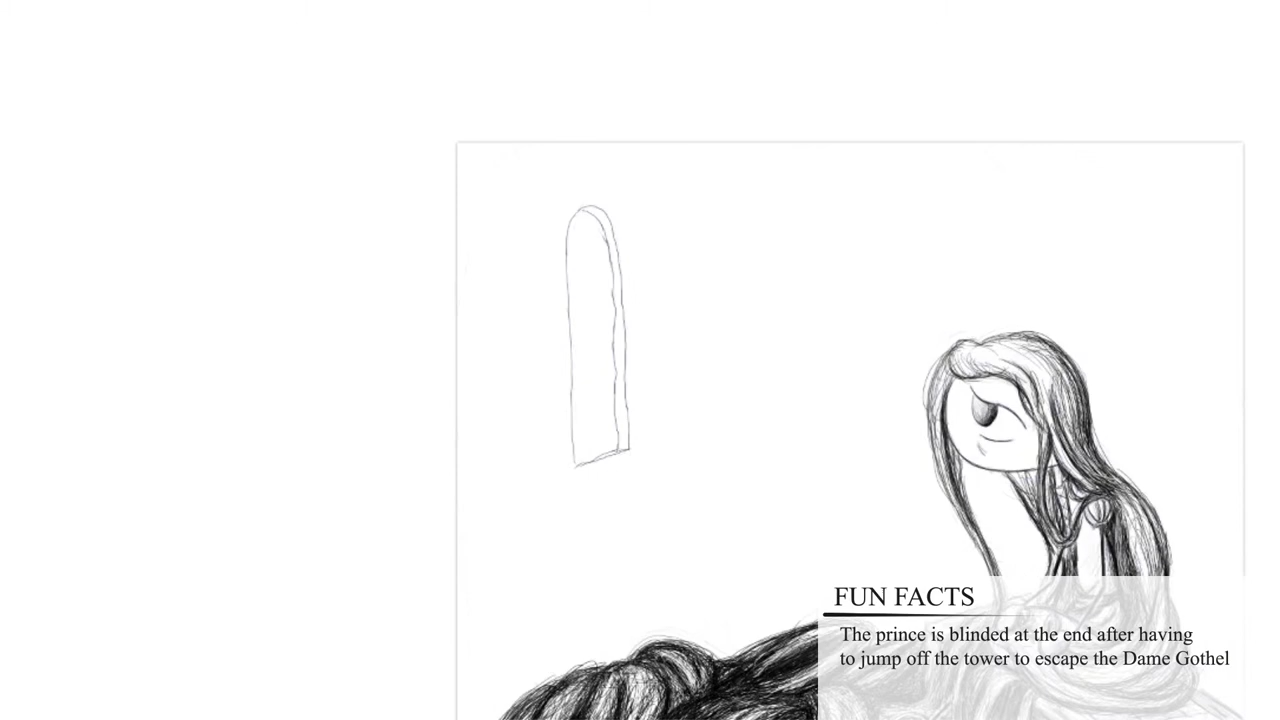 FUN FACTS
The prince is blinded at the end after having
to jump off the tower to escape the Dame Gothel